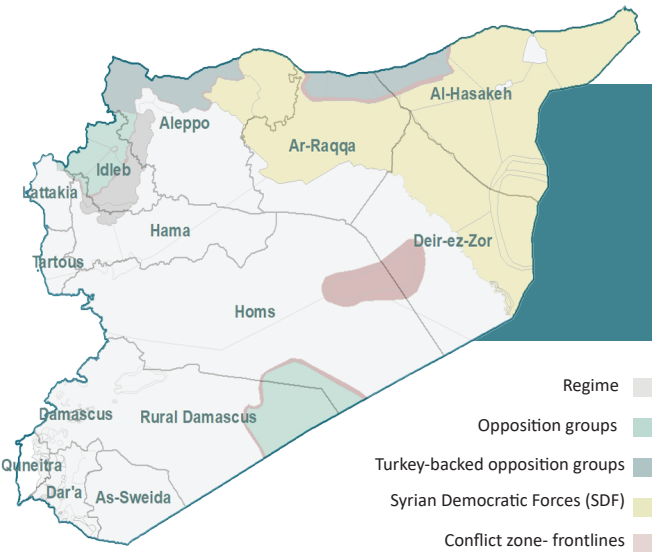 Al-Hasakeh
Aleppo
Ar-Raqqa
Idleb
Lattakia
Hama
Deir-ez-Zor
Tartous
Homs
Damascus
Rural Damascus
Quneitra
Dar'a
As-Sweida
Regime
Opposition groups
Turkey-backed opposition groups
Syrian Democratic Forces (SDF)
Conflict zone- frontlines